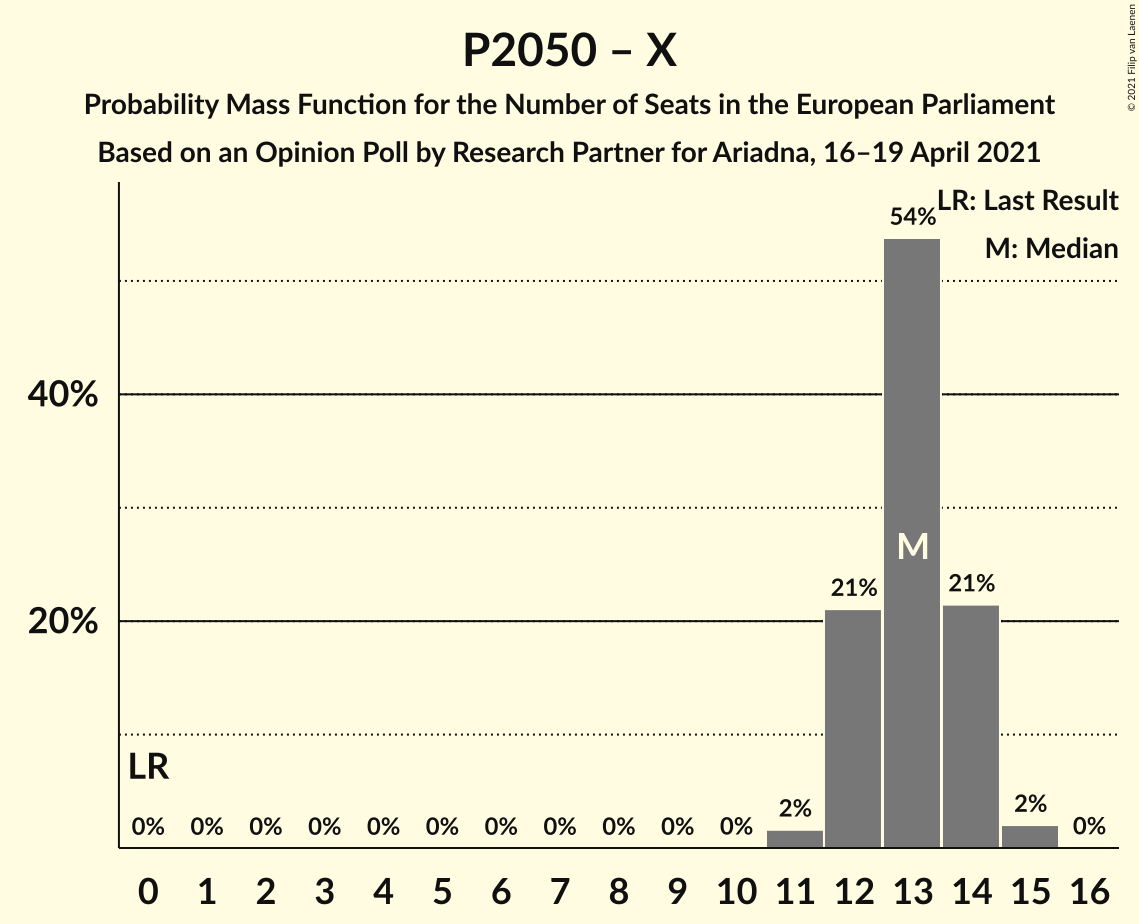 P2050 – X
Probability Mass Function for the Number of Seats in the European Parliament
Based on an Opinion Poll by Research Partner for Ariadna, 16–19 April 2021
© 2021 Filip van Laenen
LR: Last Result
M: Median
54%
40%
M
21% 21%
20%
LR
0% 0% 0% 0% 0% 0% 0% 0% 0% 0% 0% 2% 2% 0%
0 1 2 3 4 5 6 7 8 9 10 11 12 13 14 15 16